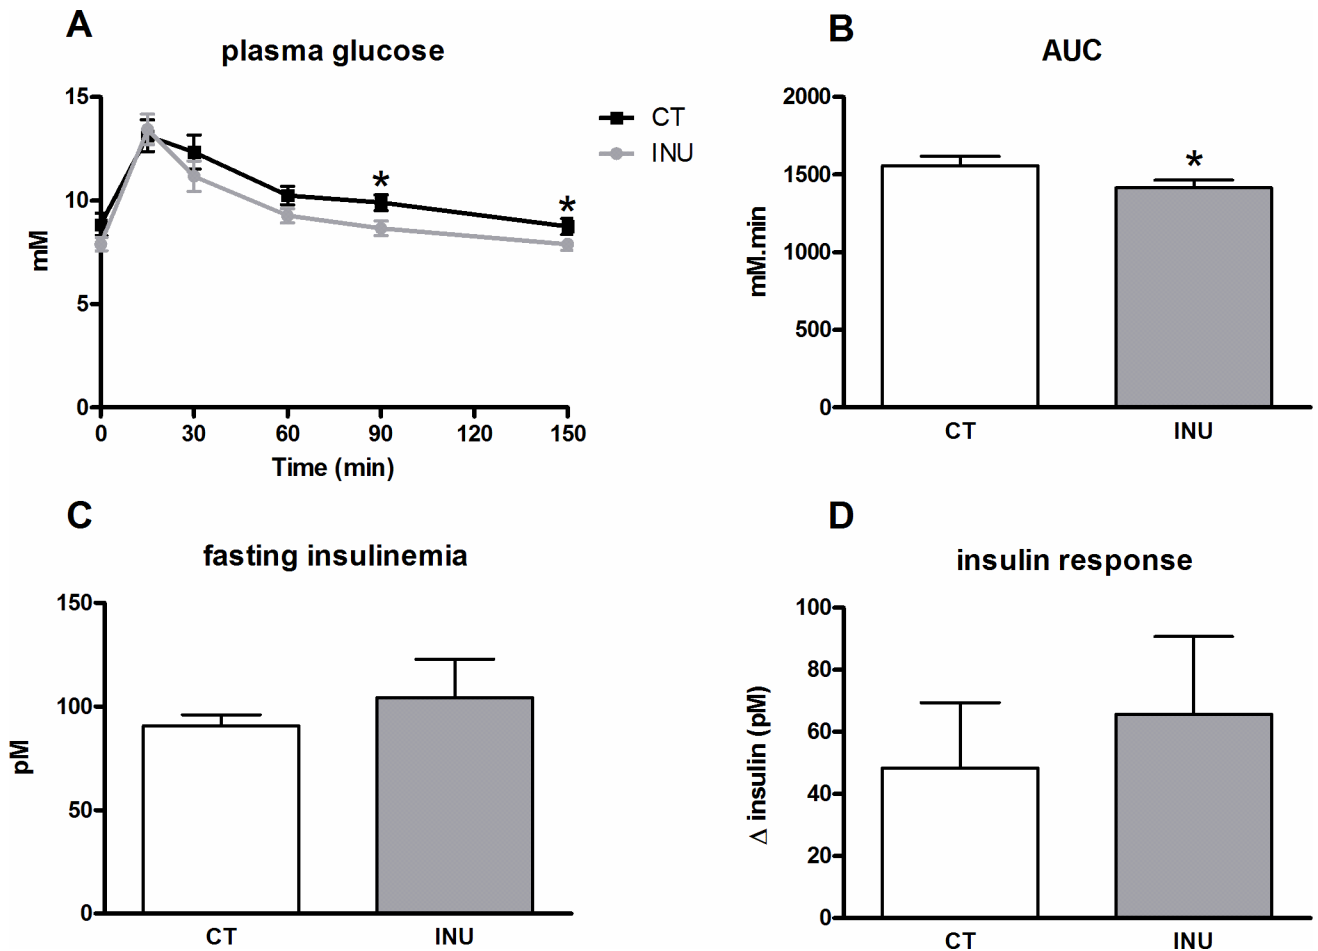 A
plasma glucose
15
10
5
0
mM
0 30 60 90 120 150
Time (min)
* *
CT
INU
B
AUC
2000
1500
1000
500
0
mM.min
*
CT INU
C
fasting insulinemia
150
100
50
0
pM
CT INU
D
insulin response
100
80
60
40
20
0
Δ insulin (pM)
CT INU